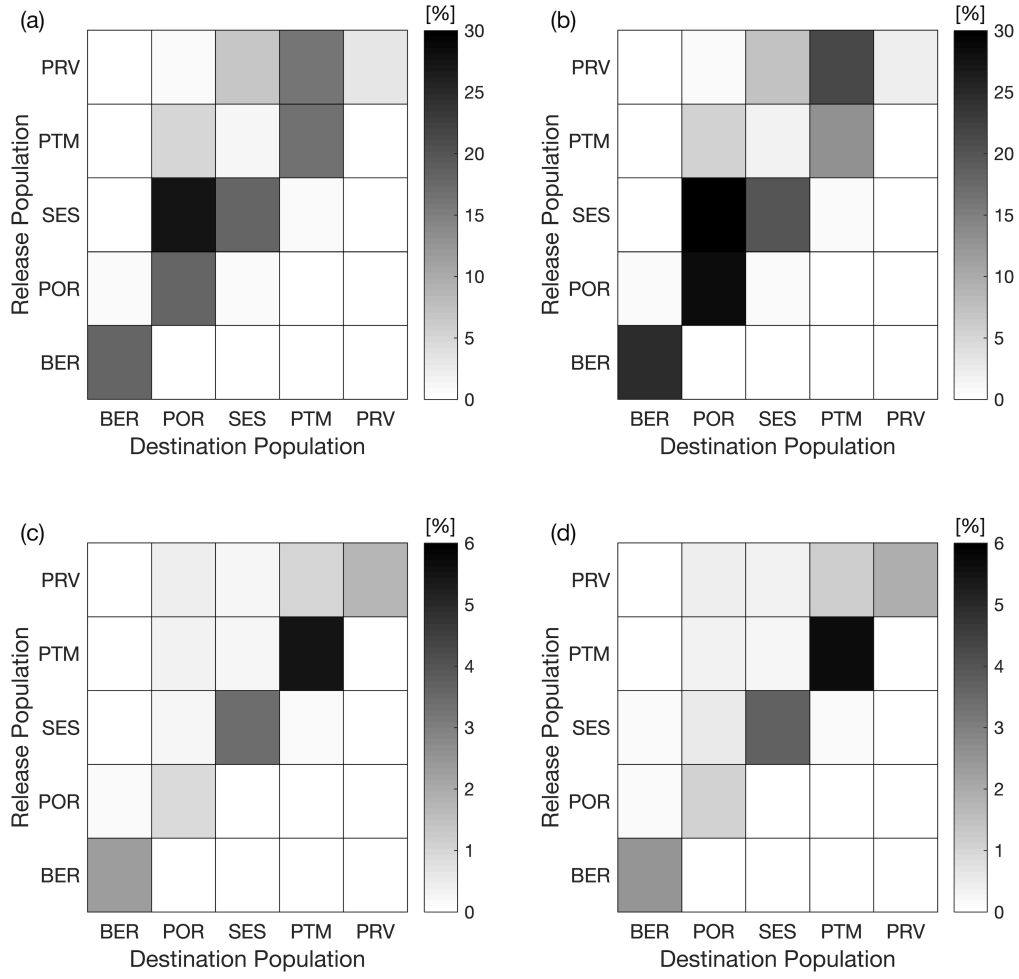 (a)
[%]
30
25
20
15
10
5
0
PRV
PTM
SES
POR
BER
Release Population
BER POR SES PTM PRV
Destination Population
(b)
[%]
30
25
20
15
10
5
0
PRV
PTM
SES
POR
BER
Release Population
BER POR SES PTM PRV
Destination Population
(c)
[%]
6
5
4
3
2
1
0
PRV
PTM
SES
POR
BER
Release Population
BER POR SES PTM PRV
Destination Population
(d)
[%]
6
5
4
3
2
1
0
PRV
PTM
SES
POR
BER
Release Population
BER POR SES PTM PRV
Destination Population